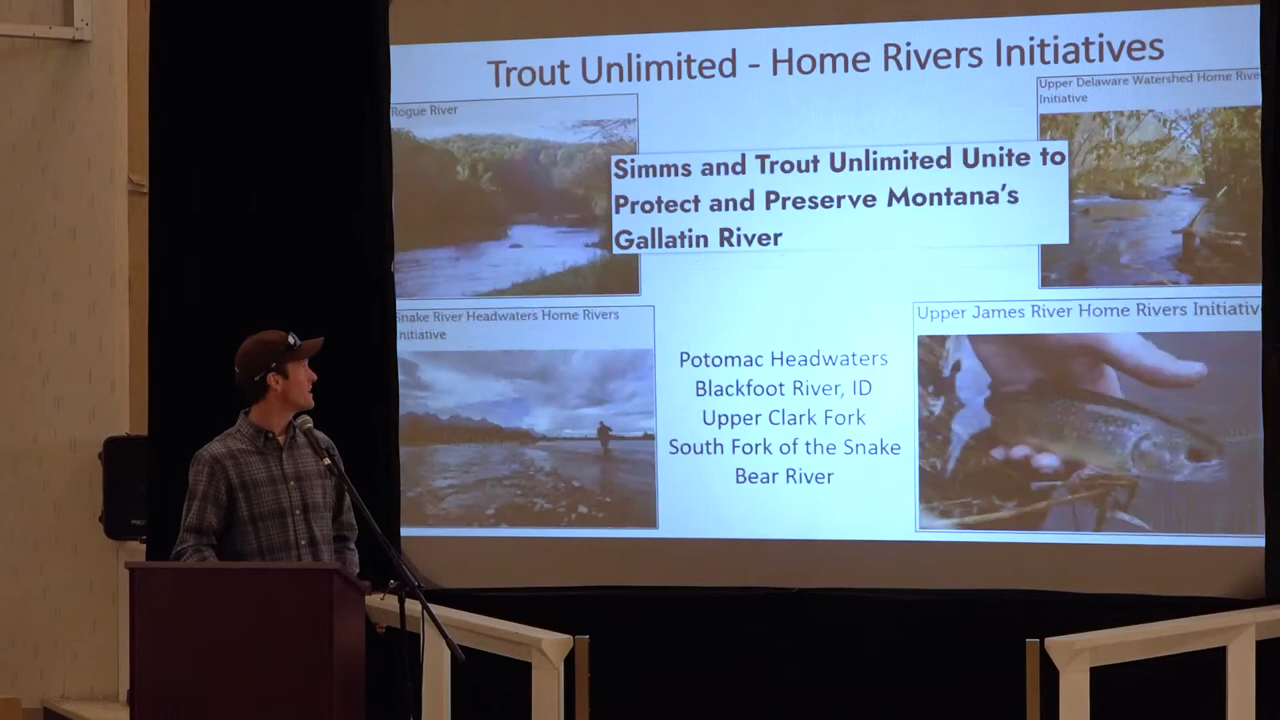 Trout Unlimited - Home Rivers Initiatives
Rogue River
Upper Delaware Watershed Home Rive
Initiative
Simms and Trout Unlimited Unite to
Protect and Preserve Montana's
Gallatin River
Snake River Headwaters Home Rivers
Initiative
Upper James River Home Rivers Initiativ
Potomac Headwaters
Blackfoot River, ID
Upper Clark Fork
South Fork of the Snake
Bear River